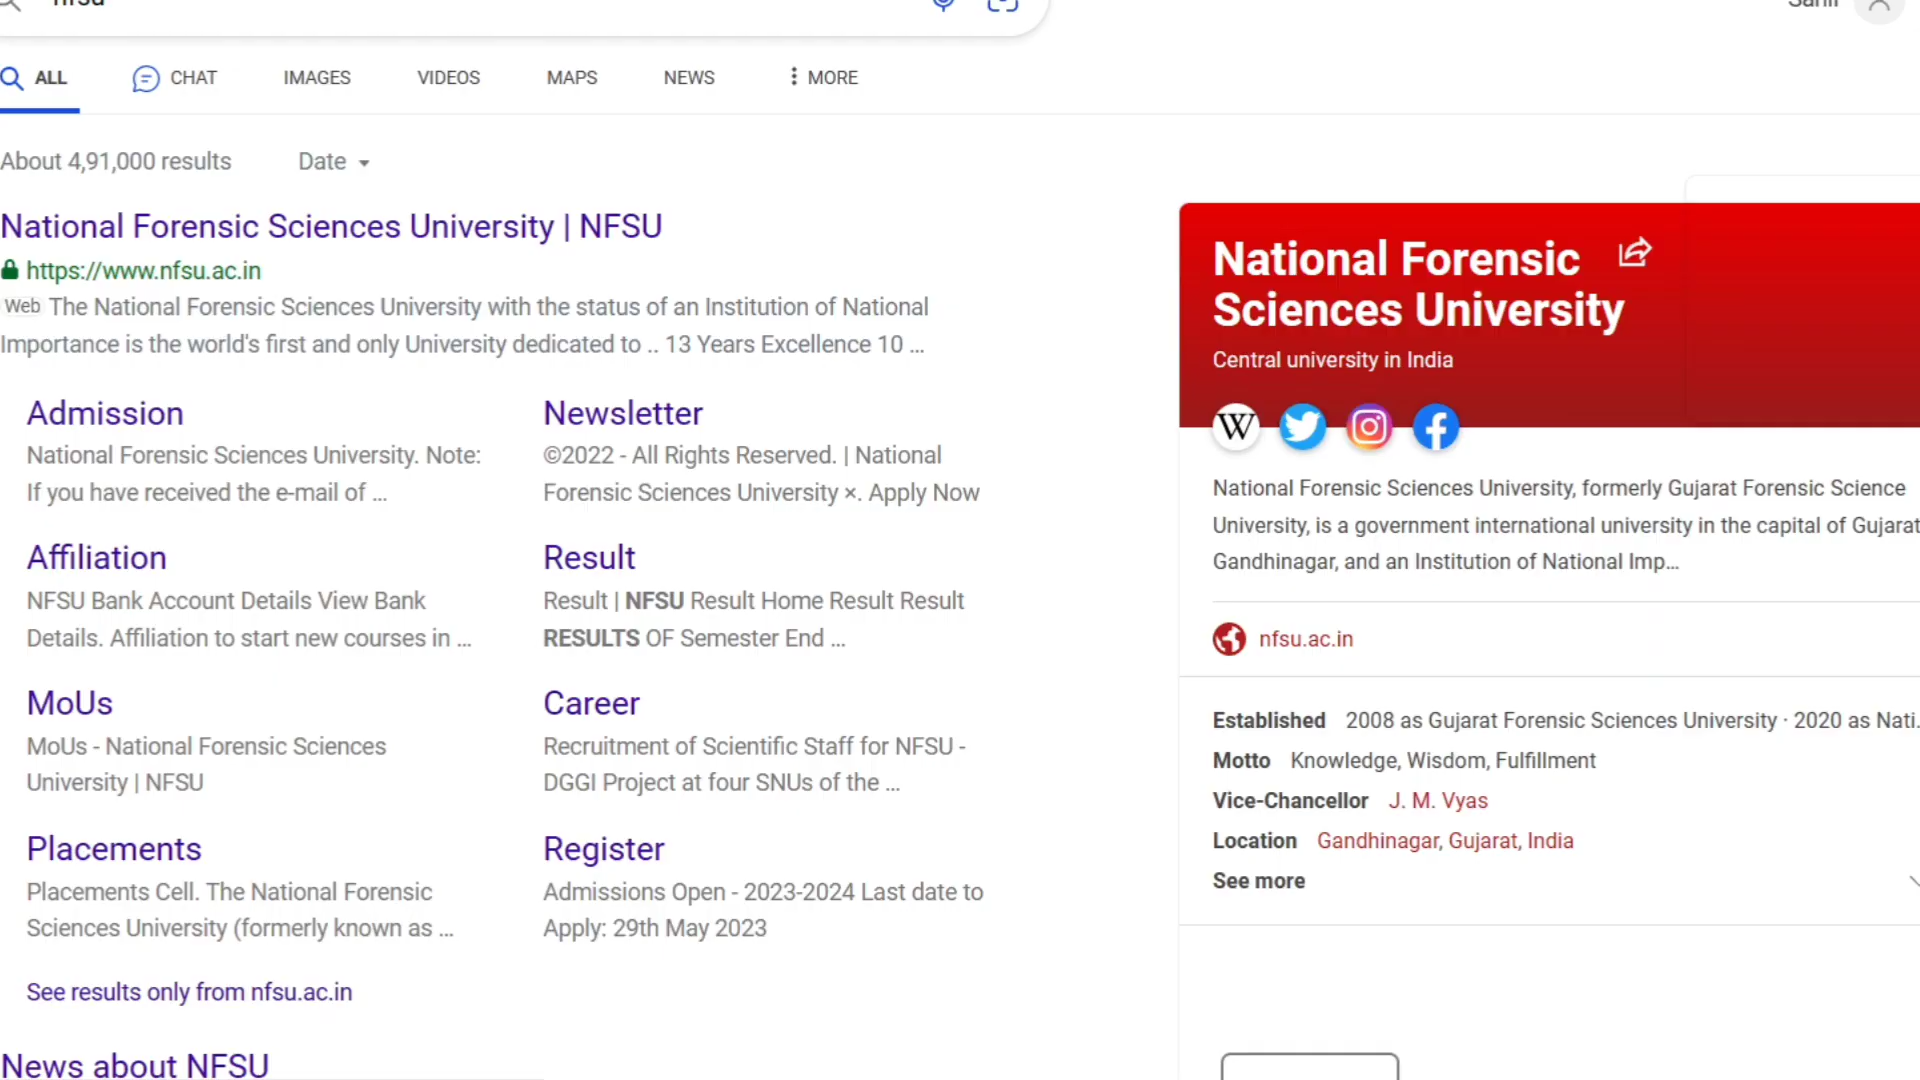 ALL
CHAT
IMAGES
VIDEOS
MAPS
NEWS
MORE
About 4,91,000 results
Date
National Forensic Sciences University | NFSU
https://www.nfsu.ac.in
Web The National Forensic Sciences University with the status of an Institution of National
Importance is the world's first and only University dedicated to .. 13 Years Excellence 10 ...
Admission
National Forensic Sciences University. Note:
If you have received the e-mail of ...
Newsletter
©2022 - All Rights Reserved. | National
Forensic Sciences University ×. Apply Now
Affiliation
NFSU Bank Account Details View Bank
Details. Affiliation to start new courses in ...
Result
Result | NFSU Result Home Result Result
RESULTS OF Semester End ...
MoUs
MoUs - National Forensic Sciences
University | NFSU
Career
Recruitment of Scientific Staff for NFSU -
DGGI Project at four SNUs of the ...
Placements
Placements Cell. The National Forensic
Sciences University (formerly known as ...
Register
Admissions Open - 2023-2024 Last date to
Apply: 29th May 2023
See results only from nfsu.ac.in
News about NFSU
National Forensic
Sciences University
Central university in India
W
National Forensic Sciences University, formerly Gujarat Forensic Science
University, is a government international university in the capital of Gujarat
Gandhinagar, and an Institution of National Imp...
nfsu.ac.in
Established 2008 as Gujarat Forensic Sciences University · 2020 as Nati..
Motto Knowledge, Wisdom, Fulfillment
Vice-Chancellor J. M. Vyas
Location Gandhinagar, Gujarat, India
See more